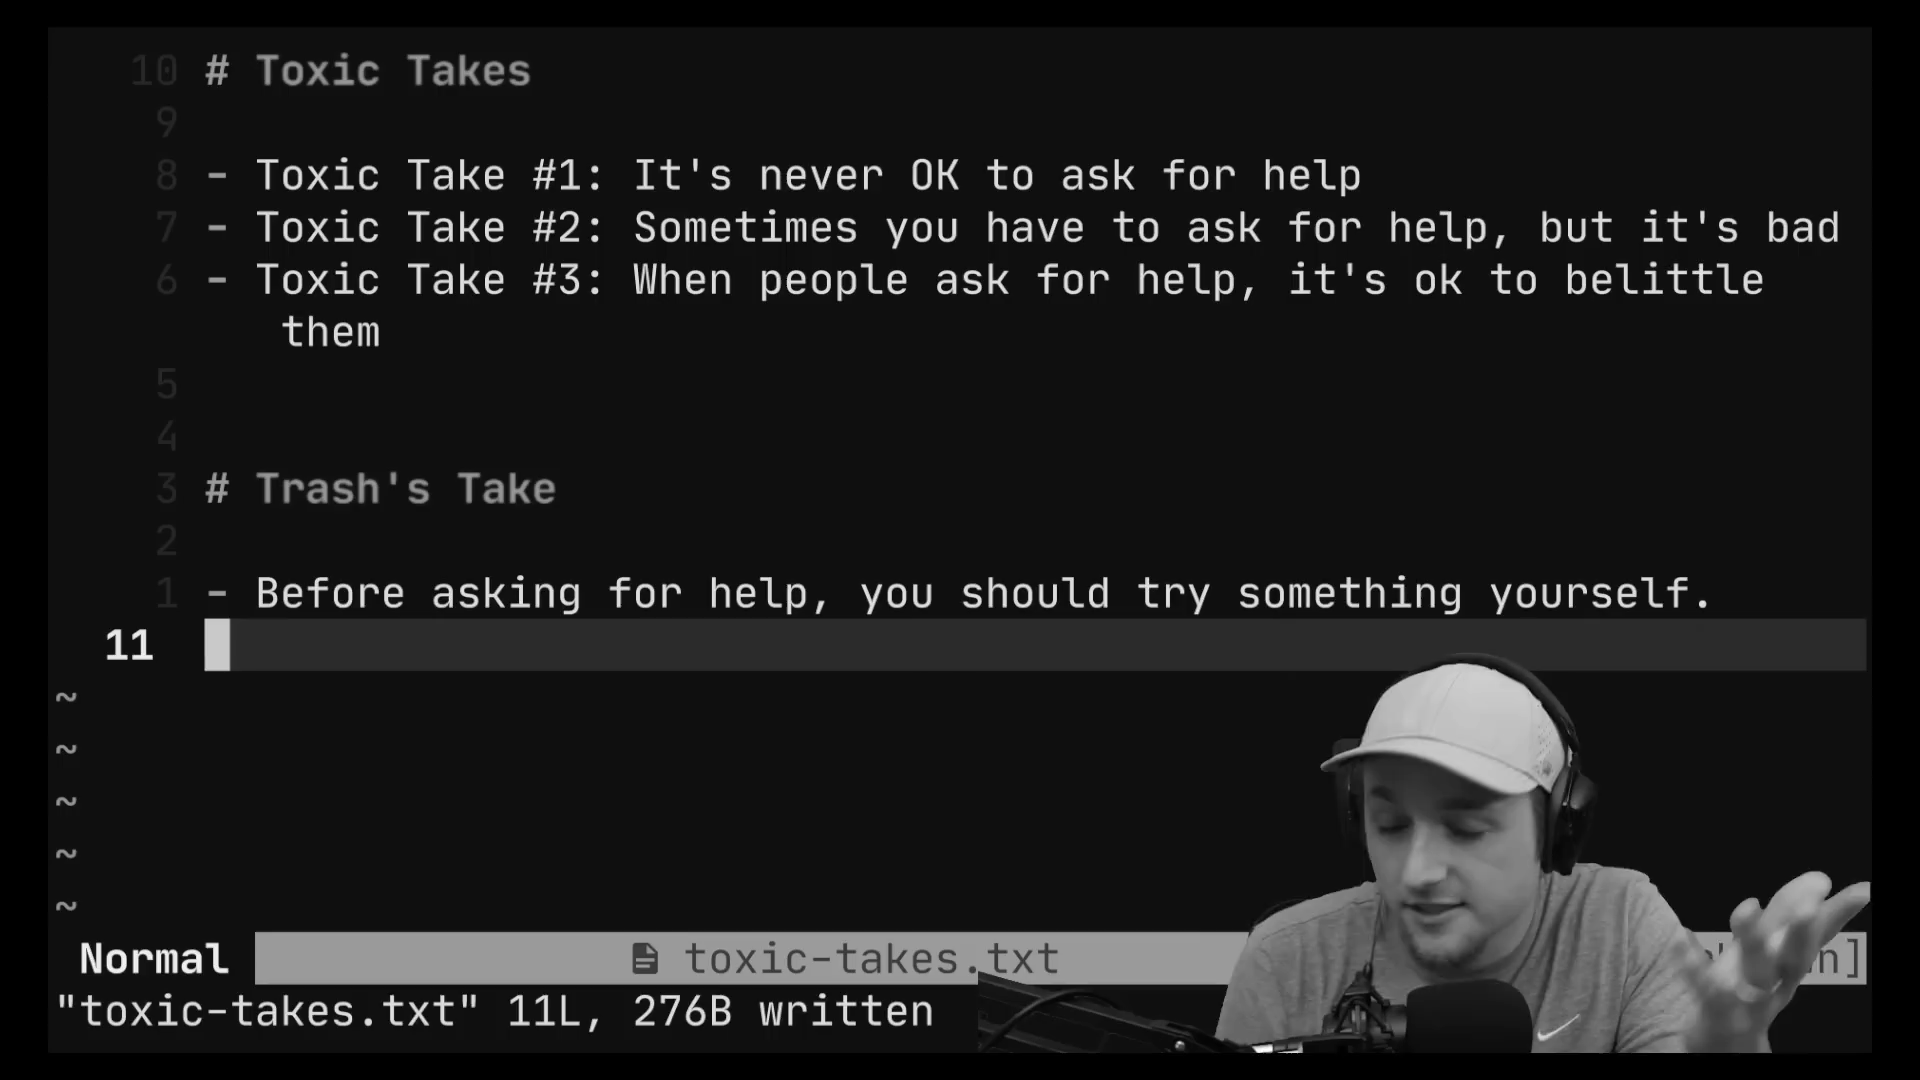 10 # Toxic Takes
9
8 - Toxic Take #1: It's never OK to ask for help
7 - Toxic Take #2: Sometimes you have to ask for help, but it's bad
6 - Toxic Take #3: When people ask for help, it's ok to belittle
them
5
4
3 # Trash's Take
2
1 - Before asking for help, you should try something yourself.
11
~
~
~
~
~
Normal toxic-takes.txt
"toxic-takes.txt" 11L, 276B written